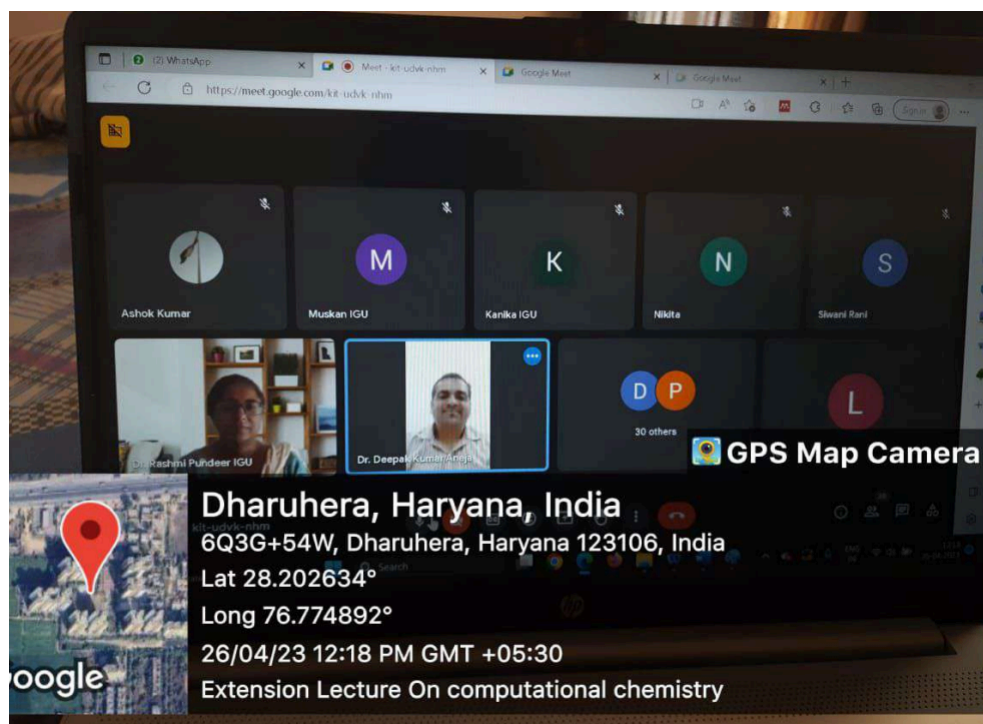 (2) WhatsApp
Meet - kit-udvk-nhm
Google Meet
Google Meet
https://meet.google.com/kit-udvk-nhm
Sign in
M
K
N
S
Ashok Kumar
Muskan IGU
Kanika IGU
Nikita
Siwani Rani
D
P
L
30 others
Dr. Rashmi Pundeer IGU
Dr. Deepak Kumar Aneja
GPS Map Camera
kit-udvk-nhm
Search
hp
Dharuhera, Haryana, India
6Q3G+54W, Dharuhera, Haryana 123106, India
Lat 28.202634°
Long 76.774892°
26/04/23 12:18 PM GMT +05:30
Extension Lecture On computational chemistry
oogle